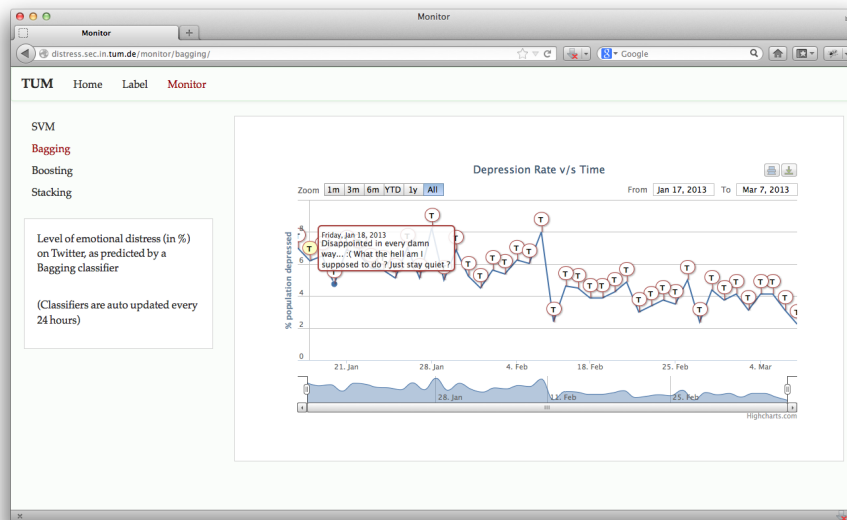 Monitor
Monitor
distress.sec.in.tum.de/monitor/bagging/
Google
TUM Home Label Monitor
SVM
Bagging
Boosting
Stacking
Level of emotional distress (in %)
on Twitter, as predicted by a
Bagging classifier
(Classifiers are auto updated every
24 hours)
Depression Rate v/s Time
Zoom 1m 3m 6m YTD 1y All
From Jan 17, 2013 To Mar 7, 2013
% population depressed
8
6
4
2
0
Friday, Jan 18, 2013
Disappointed in every damn
way... :( What the hell am I
supposed to do ? Just stay quiet ?
T T T T T T T T T T T T T T T T T T T T T T T T T T T T T T T T
21. Jan 28. Jan 4. Feb 18. Feb 25. Feb 4. Mar
28. Jan 11. Feb 25. Feb
Highcharts.com